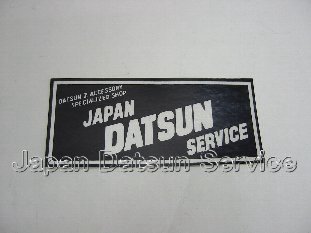 DATSUN Z ACCESSORY
SPECIALIZED SHOP
JAPAN
DATSUN
SERVICE
Japan Datsun Service